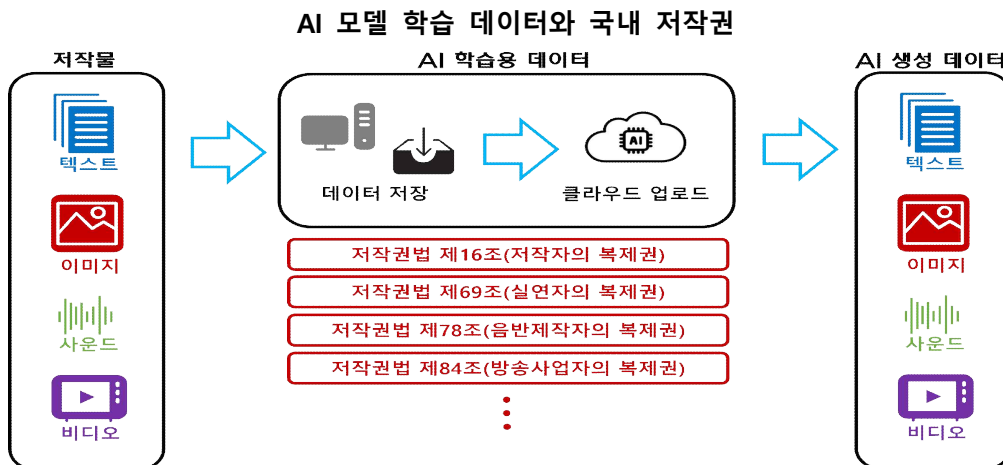 AI 모델 학습 데이터와 국내 저작권
저작물
텍스트
이미지
사운드
비디오
AI 학습용 데이터
데이터 저장
AI
클라우드 업로드
저작권법 제16조(저작자의 복제권)
저작권법 제69조(실연자의 복제권)
저작권법 제78조(음반제작자의 복제권)
저작권법 제84조(방송사업자의 복제권)
AI 생성 데이터
텍스트
이미지
사운드
비디오